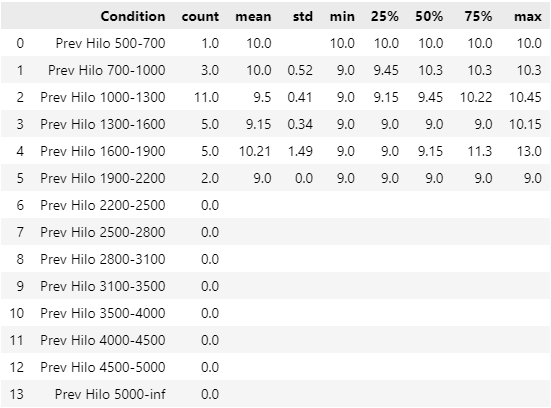 Condition count mean std min 25% 50% 75% max
0 Prev Hilo 500-700 1.0 10.0 10.0 10.0 10.0 10.0 10.0
1 Prev Hilo 700-1000 3.0 10.0 0.52 9.0 9.45 10.3 10.3 10.3
2 Prev Hilo 1000-1300 11.0 9.5 0.41 9.0 9.15 9.45 10.22 10.45
3 Prev Hilo 1300-1600 5.0 9.15 0.34 9.0 9.0 9.0 9.0 10.15
4 Prev Hilo 1600-1900 5.0 10.21 1.49 9.0 9.0 9.15 11.3 13.0
5 Prev Hilo 1900-2200 2.0 9.0 0.0 9.0 9.0 9.0 9.0 9.0
6 Prev Hilo 2200-2500 0.0
7 Prev Hilo 2500-2800 0.0
8 Prev Hilo 2800-3100 0.0
9 Prev Hilo 3100-3500 0.0
10 Prev Hilo 3500-4000 0.0
11 Prev Hilo 4000-4500 0.0
12 Prev Hilo 4500-5000 0.0
13 Prev Hilo 5000-inf 0.0